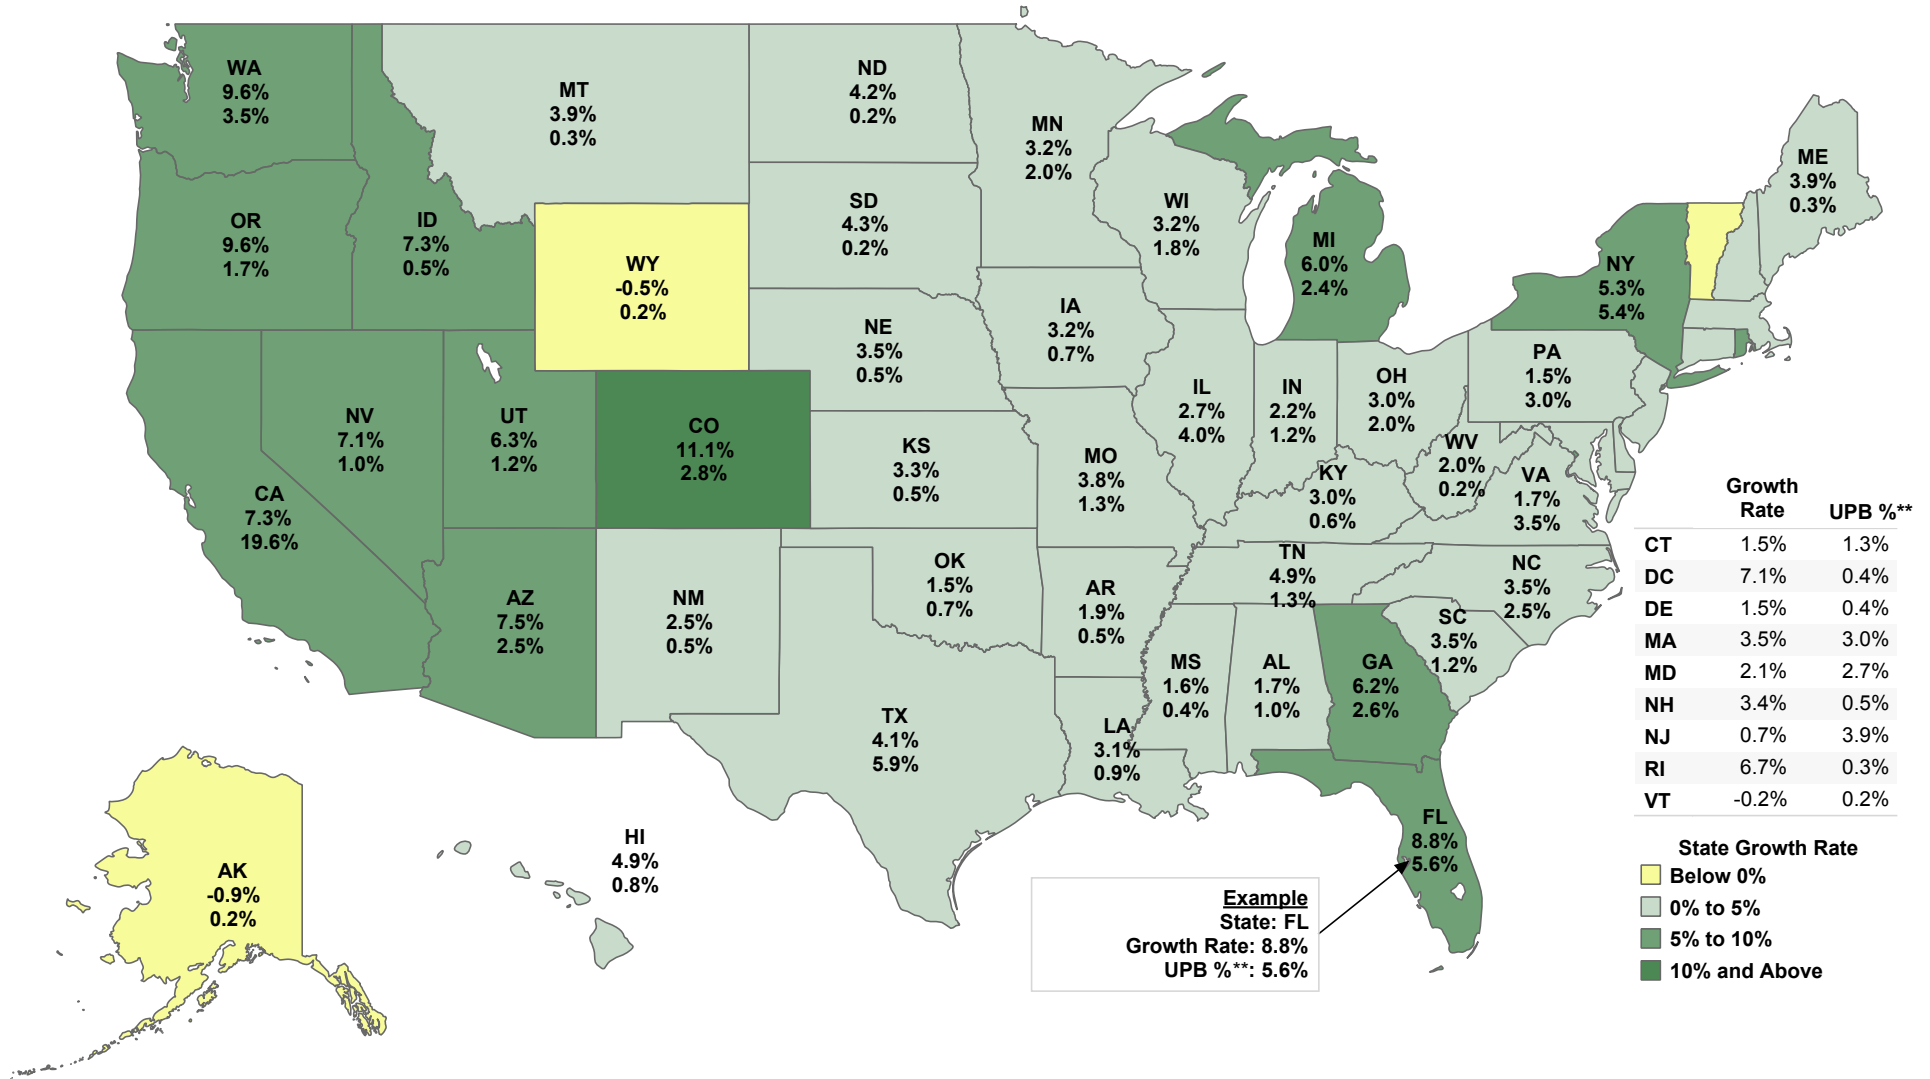 WA
9.6%
3.5%
MT
3.9%
0.3%
ND
4.2%
0.2%
MN
3.2%
2.0%
ME
3.9%
0.3%
OR
9.6%
1.7%
ID
7.3%
0.5%
WY
-0.5%
0.2%
SD
4.3%
0.2%
WI
3.2%
1.8%
MI
6.0%
2.4%
NY
5.3%
5.4%
NE
3.5%
0.5%
IA
3.2%
0.7%
PA
1.5%
3.0%
NV
7.1%
1.0%
UT
6.3%
1.2%
CO
11.1%
2.8%
KS
3.3%
0.5%
MO
3.8%
1.3%
IL
2.7%
4.0%
IN
2.2%
1.2%
OH
3.0%
2.0%
WV
2.0%
0.2%
VA
1.7%
3.5%
KY
3.0%
0.6%
CA
7.3%
19.6%
AZ
7.5%
2.5%
NM
2.5%
0.5%
OK
1.5%
0.7%
AR
1.9%
0.5%
TN
4.9%
1.3%
NC
3.5%
2.5%
SC
3.5%
1.2%
MS
1.6%
0.4%
AL
1.7%
1.0%
GA
6.2%
2.6%
TX
4.1%
5.9%
LA
3.1%
0.9%
FL
8.8%
5.6%
AK
-0.9%
0.2%
HI
4.9%
0.8%
Example
State: FL
Growth Rate: 8.8%
UPB %**: 5.6%
Growth
Rate UPB %**
CT 1.5% 1.3%
DC 7.1% 0.4%
DE 1.5% 0.4%
MA 3.5% 3.0%
MD 2.1% 2.7%
NH 3.4% 0.5%
NJ 0.7% 3.9%
RI 6.7% 0.3%
VT -0.2% 0.2%
State Growth Rate
Below 0%
0% to 5%
5% to 10%
10% and Above